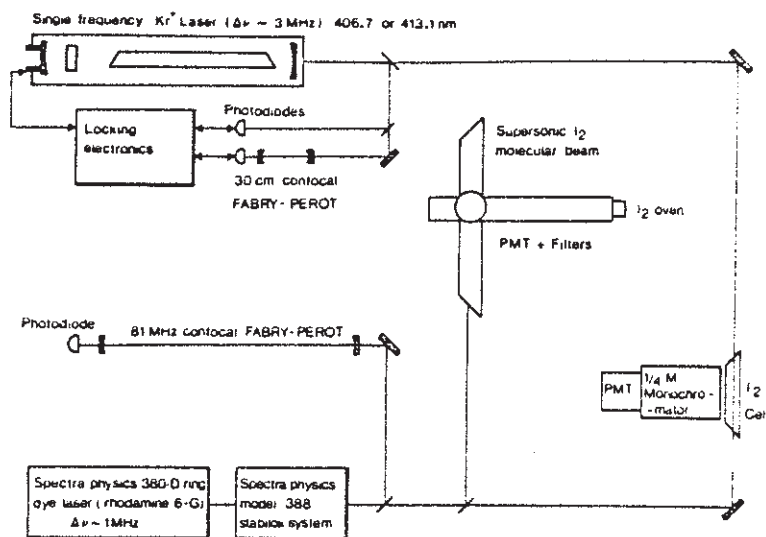 Single frequency Kr⁺ Laser (Δν ~ 3 MHz) 406.7 or 413.1 nm
Photodiodes
Locking
electronics
30 cm confocal
FABRY-PEROT
Supersonic I₂
molecular beam
I₂ oven
PMT + Filters
Photodiode
81 MHz confocal FABRY-PEROT
PMT
1/4 M
Monochro-
-mator
I₂
Cel
Spectra physics 380-D ring
dye laser (rhodamine 6-G)
Δν ~ 1MHz
Spectra physics
model 388
stabilok system